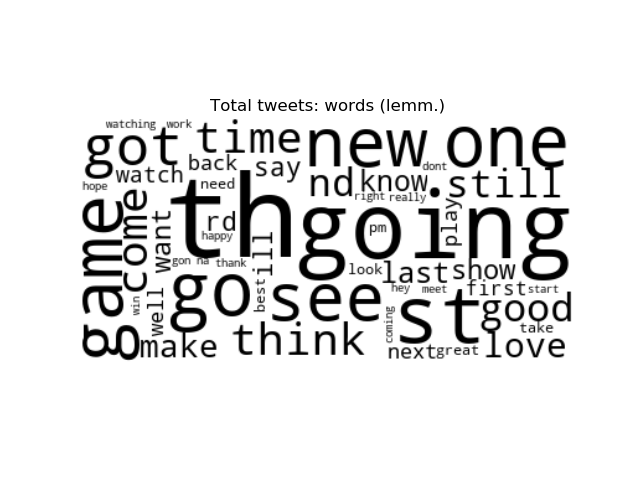 Total tweets: words (lemm.)
watching work
got time new one
watch back say dont
hope need nd know still
right really
th going
game come want rd pm play
happy
gon na thank ill look last show
win well go best see hey meet first start
st good
coming take
make think next great love